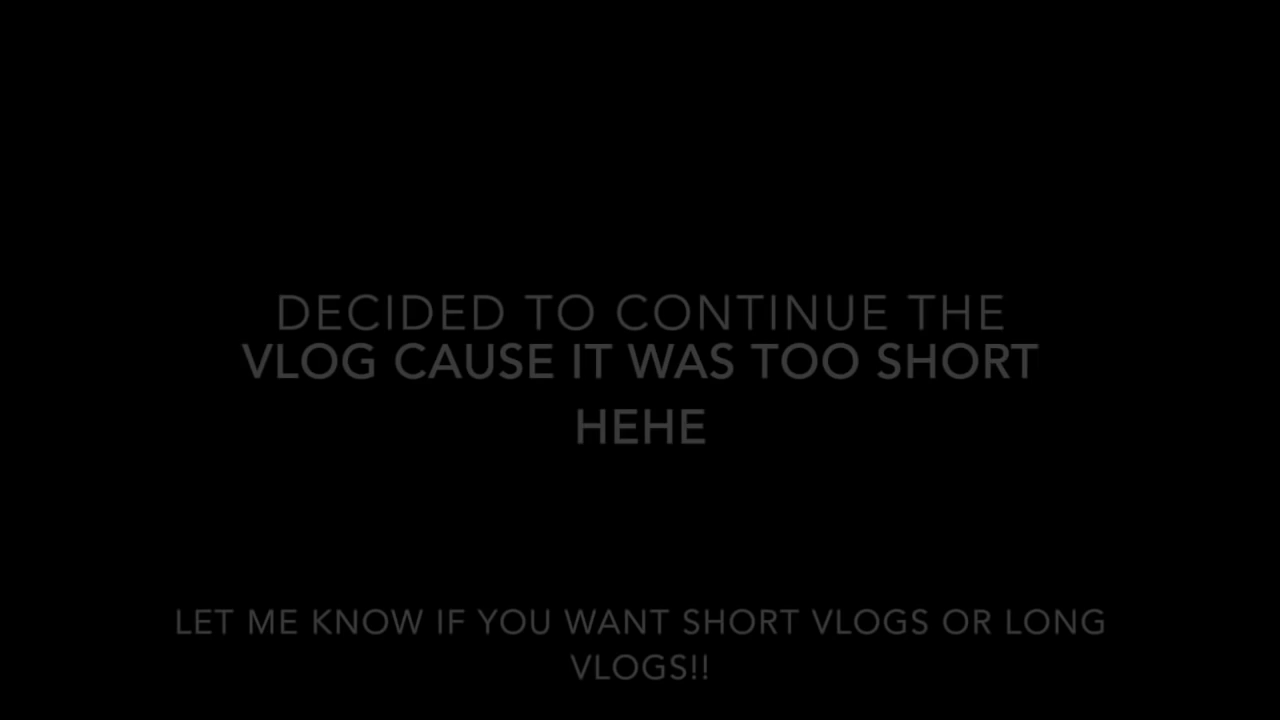 DECIDED TO CONTINUE THE
VLOG CAUSE IT WAS TOO SHORT
HEHE
LET ME KNOW IF YOU WANT SHORT VLOGS OR LONG
VLOGS!!